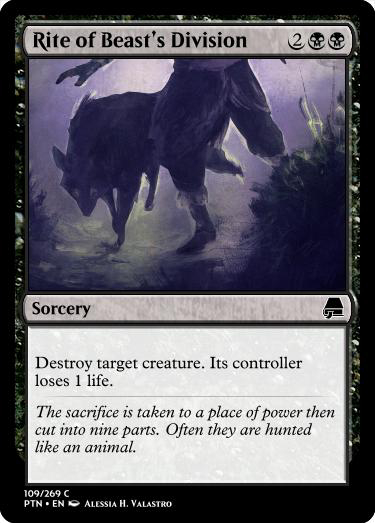 Rite of Beast's Division 2
Sorcery
Destroy target creature. Its controller
loses 1 life.
The sacrifice is taken to a place of power then
cut into nine parts. Often they are hunted
like an animal.
109/269 C
PTN • EN Alessia H. Valastro